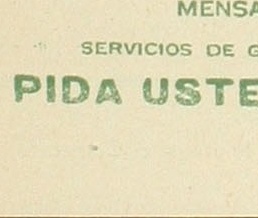 MENSA
SERVICIOS DE G
PIDA USTE